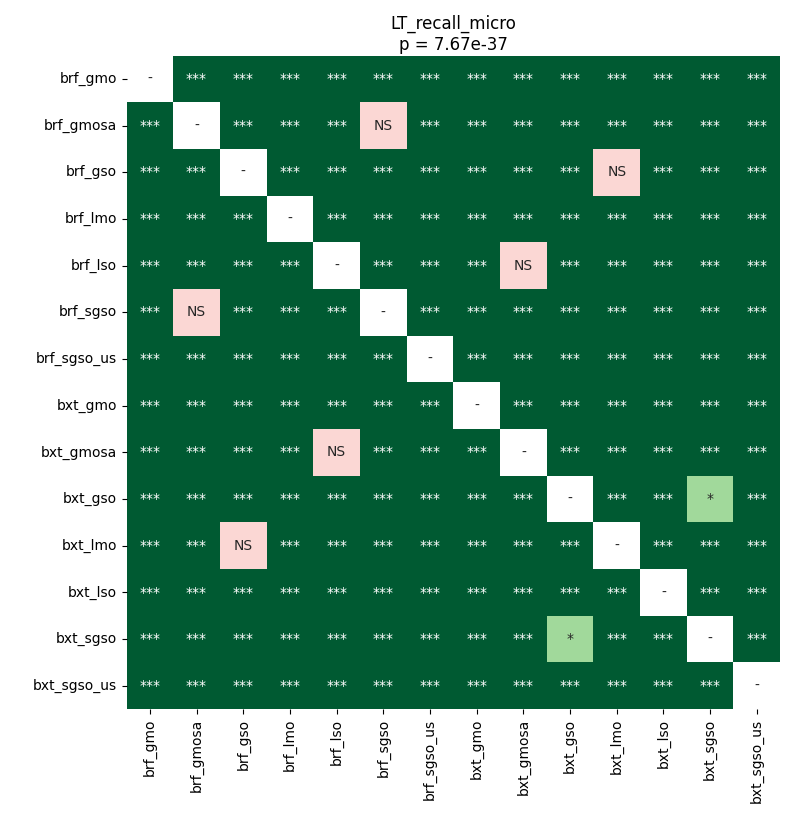 LT_recall_micro
p = 7.67e-37
brf_gmo - *** *** *** *** *** *** *** *** *** *** *** *** ***
brf_gmosa *** - *** *** *** NS *** *** *** *** *** *** *** ***
brf_gso *** *** - *** *** *** *** *** *** *** NS *** *** ***
brf_lmo *** *** *** - *** *** *** *** *** *** *** *** *** ***
brf_lso *** *** *** *** - *** *** *** NS *** *** *** *** ***
brf_sgso *** NS *** *** *** - *** *** *** *** *** *** *** ***
brf_sgso_us *** *** *** *** *** *** - *** *** *** *** *** *** ***
bxt_gmo *** *** *** *** *** *** *** - *** *** *** *** *** ***
bxt_gmosa *** *** *** *** NS *** *** *** - *** *** *** *** ***
bxt_gso *** *** *** *** *** *** *** *** *** - *** *** * ***
bxt_lmo *** *** NS *** *** *** *** *** *** *** - *** *** ***
bxt_lso *** *** *** *** *** *** *** *** *** *** *** - *** ***
bxt_sgso *** *** *** *** *** *** *** *** *** * *** *** - ***
bxt_sgso_us *** *** *** *** *** *** *** *** *** *** *** *** *** -
brf_gmo brf_gmosa brf_gso brf_lmo brf_lso brf_sgso brf_sgso_us bxt_gmo bxt_gmosa bxt_gso bxt_lmo bxt_lso bxt_sgso bxt_sgso_us